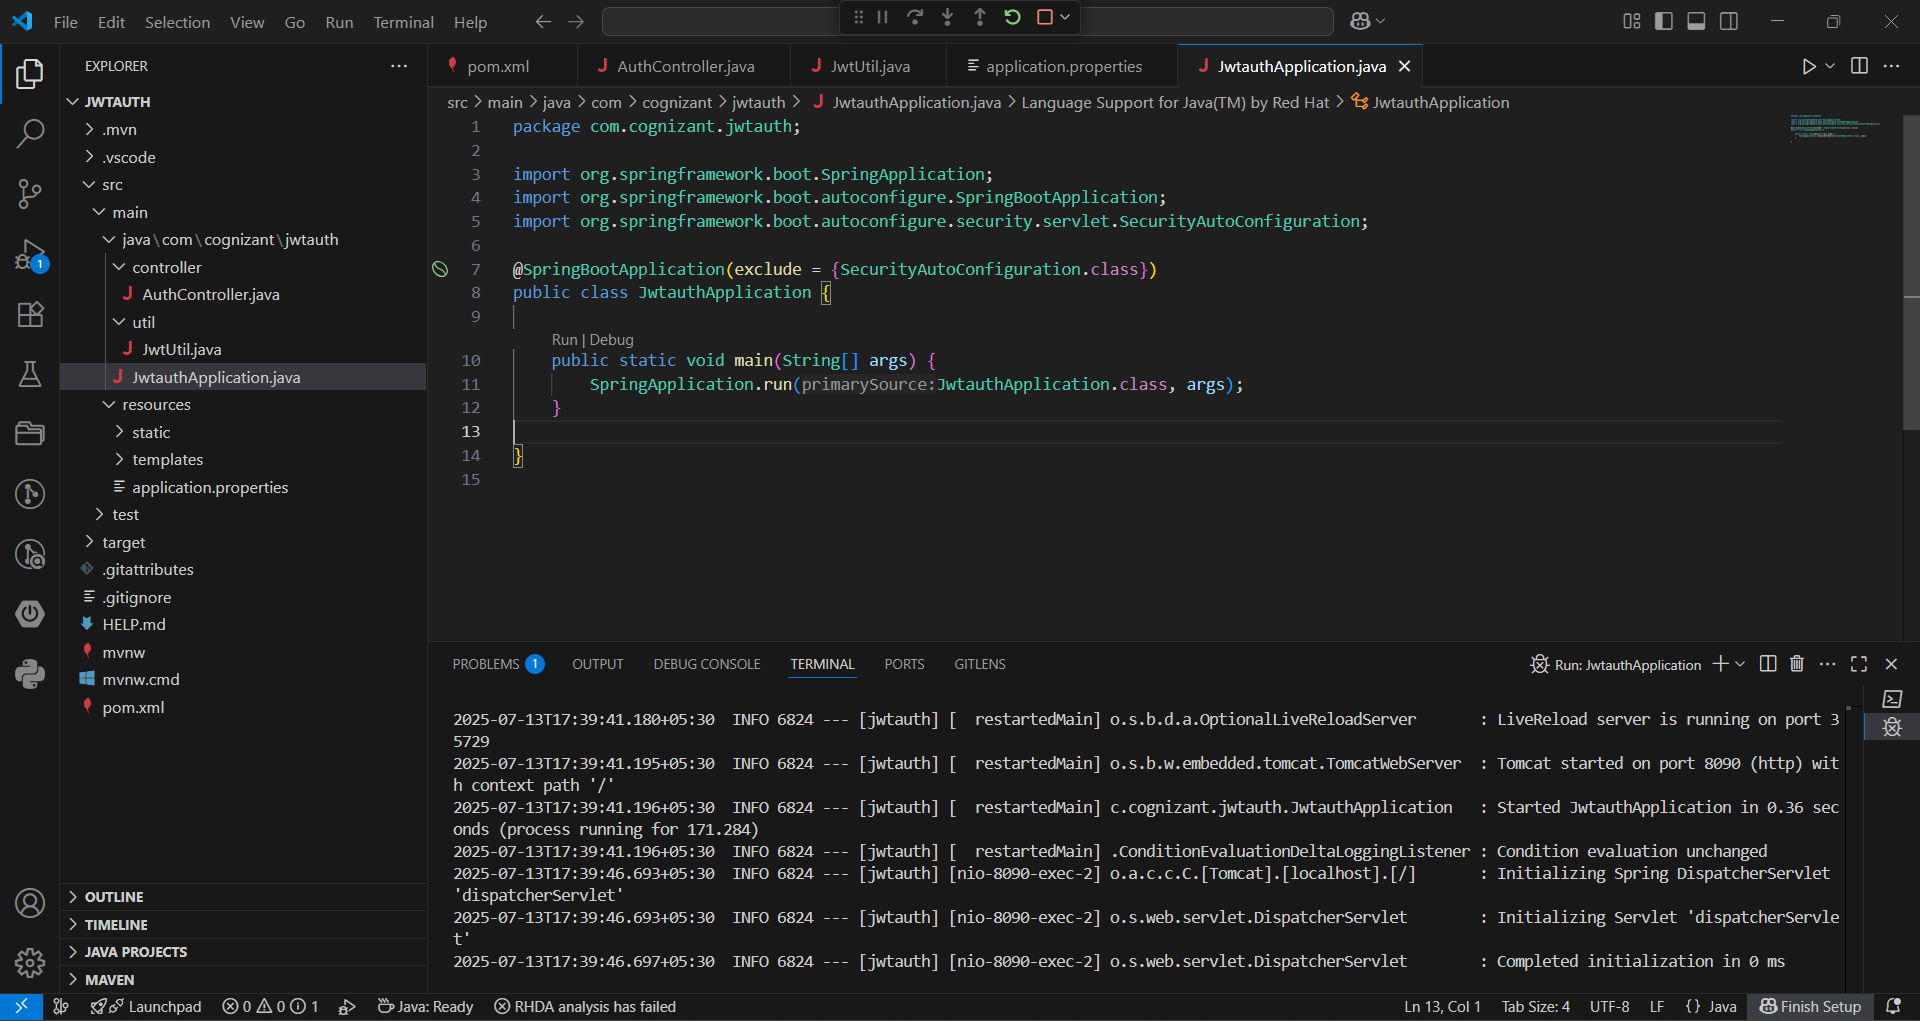 File Edit Selection View Go Run Terminal Help
EXPLORER
JWTAUTH
.mvn
.vscode
src
main
java\com\cognizant\jwtauth
controller
AuthController.java
util
JwtUtil.java
JwtauthApplication.java
resources
static
templates
application.properties
test
target
.gitattributes
.gitignore
HELP.md
mvnw
mvnw.cmd
pom.xml
OUTLINE
TIMELINE
JAVA PROJECTS
MAVEN
1
pom.xml AuthController.java JwtUtil.java application.properties JwtauthApplication.java
src > main > java > com > cognizant > jwtauth > JwtauthApplication.java > Language Support for Java(TM) by Red Hat > JwtauthApplication
1 package com.cognizant.jwtauth;
2
3 import org.springframework.boot.SpringApplication;
4 import org.springframework.boot.autoconfigure.SpringBootApplication;
5 import org.springframework.boot.autoconfigure.security.servlet.SecurityAutoConfiguration;
6
7 @SpringBootApplication(exclude = {SecurityAutoConfiguration.class})
8 public class JwtauthApplication {
9
Run | Debug
10 public static void main(String[] args) {
11 SpringApplication.run(primarySource:JwtauthApplication.class, args);
12 }
13
14 }
15
PROBLEMS 1 OUTPUT DEBUG CONSOLE TERMINAL PORTS GITLENS Run: JwtauthApplication
2025-07-13T17:39:41.180+05:30 INFO 6824 --- [jwtauth] [ restartedMain] o.s.b.d.a.OptionalLiveReloadServer : LiveReload server is running on port 3
5729
2025-07-13T17:39:41.195+05:30 INFO 6824 --- [jwtauth] [ restartedMain] o.s.b.w.embedded.tomcat.TomcatWebServer : Tomcat started on port 8090 (http) wit
h context path '/'
2025-07-13T17:39:41.196+05:30 INFO 6824 --- [jwtauth] [ restartedMain] c.cognizant.jwtauth.JwtauthApplication : Started JwtauthApplication in 0.36 sec
onds (process running for 171.284)
2025-07-13T17:39:41.196+05:30 INFO 6824 --- [jwtauth] [ restartedMain] .ConditionEvaluationDeltaLoggingListener : Condition evaluation unchanged
2025-07-13T17:39:46.693+05:30 INFO 6824 --- [jwtauth] [nio-8090-exec-2] o.a.c.c.C.[Tomcat].[localhost].[/] : Initializing Spring DispatcherServlet
'dispatcherServlet'
2025-07-13T17:39:46.693+05:30 INFO 6824 --- [jwtauth] [nio-8090-exec-2] o.s.web.servlet.DispatcherServlet : Initializing Servlet 'dispatcherServle
t'
2025-07-13T17:39:46.697+05:30 INFO 6824 --- [jwtauth] [nio-8090-exec-2] o.s.web.servlet.DispatcherServlet : Completed initialization in 0 ms
Launchpad 0 0 1 Java: Ready RHDA analysis has failed Ln 13, Col 1 Tab Size: 4 UTF-8 LF {} Java Finish Setup